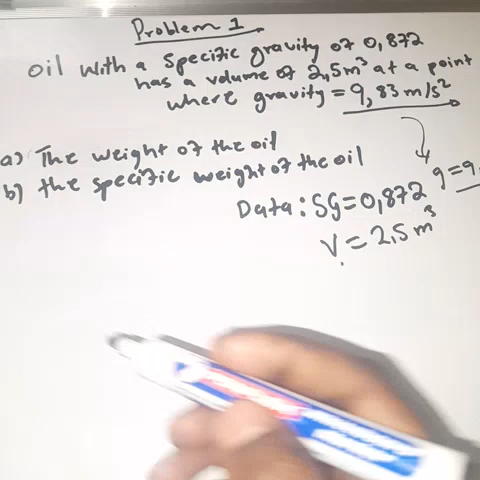 Problem 1
oil with a specific gravity of 0,872
has a volume of 2,5m³ at a point
where gravity = 9,83 m/s²
a) The weight of the oil
b) the specific weight of the oil
Data: SG=0,872 g=9.
V = 2,5 m³